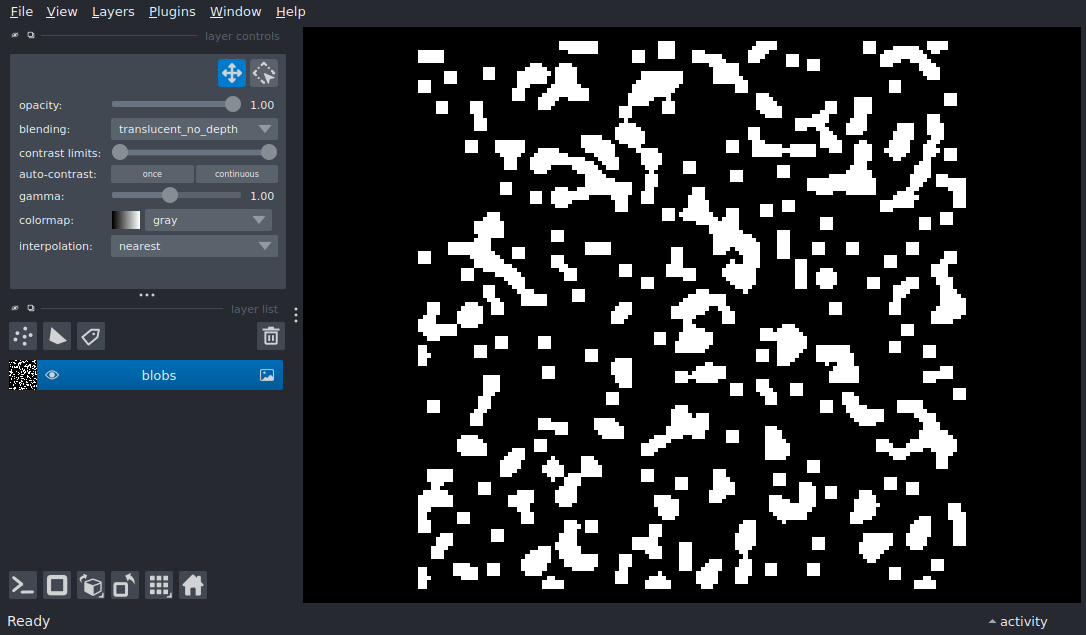 File View Layers Plugins Window Help
layer controls
opacity: 1.00
blending: translucent_no_depth
contrast limits:
auto-contrast: once continuous
gamma: 1.00
colormap: gray
interpolation: nearest
layer list
blobs
Ready activity